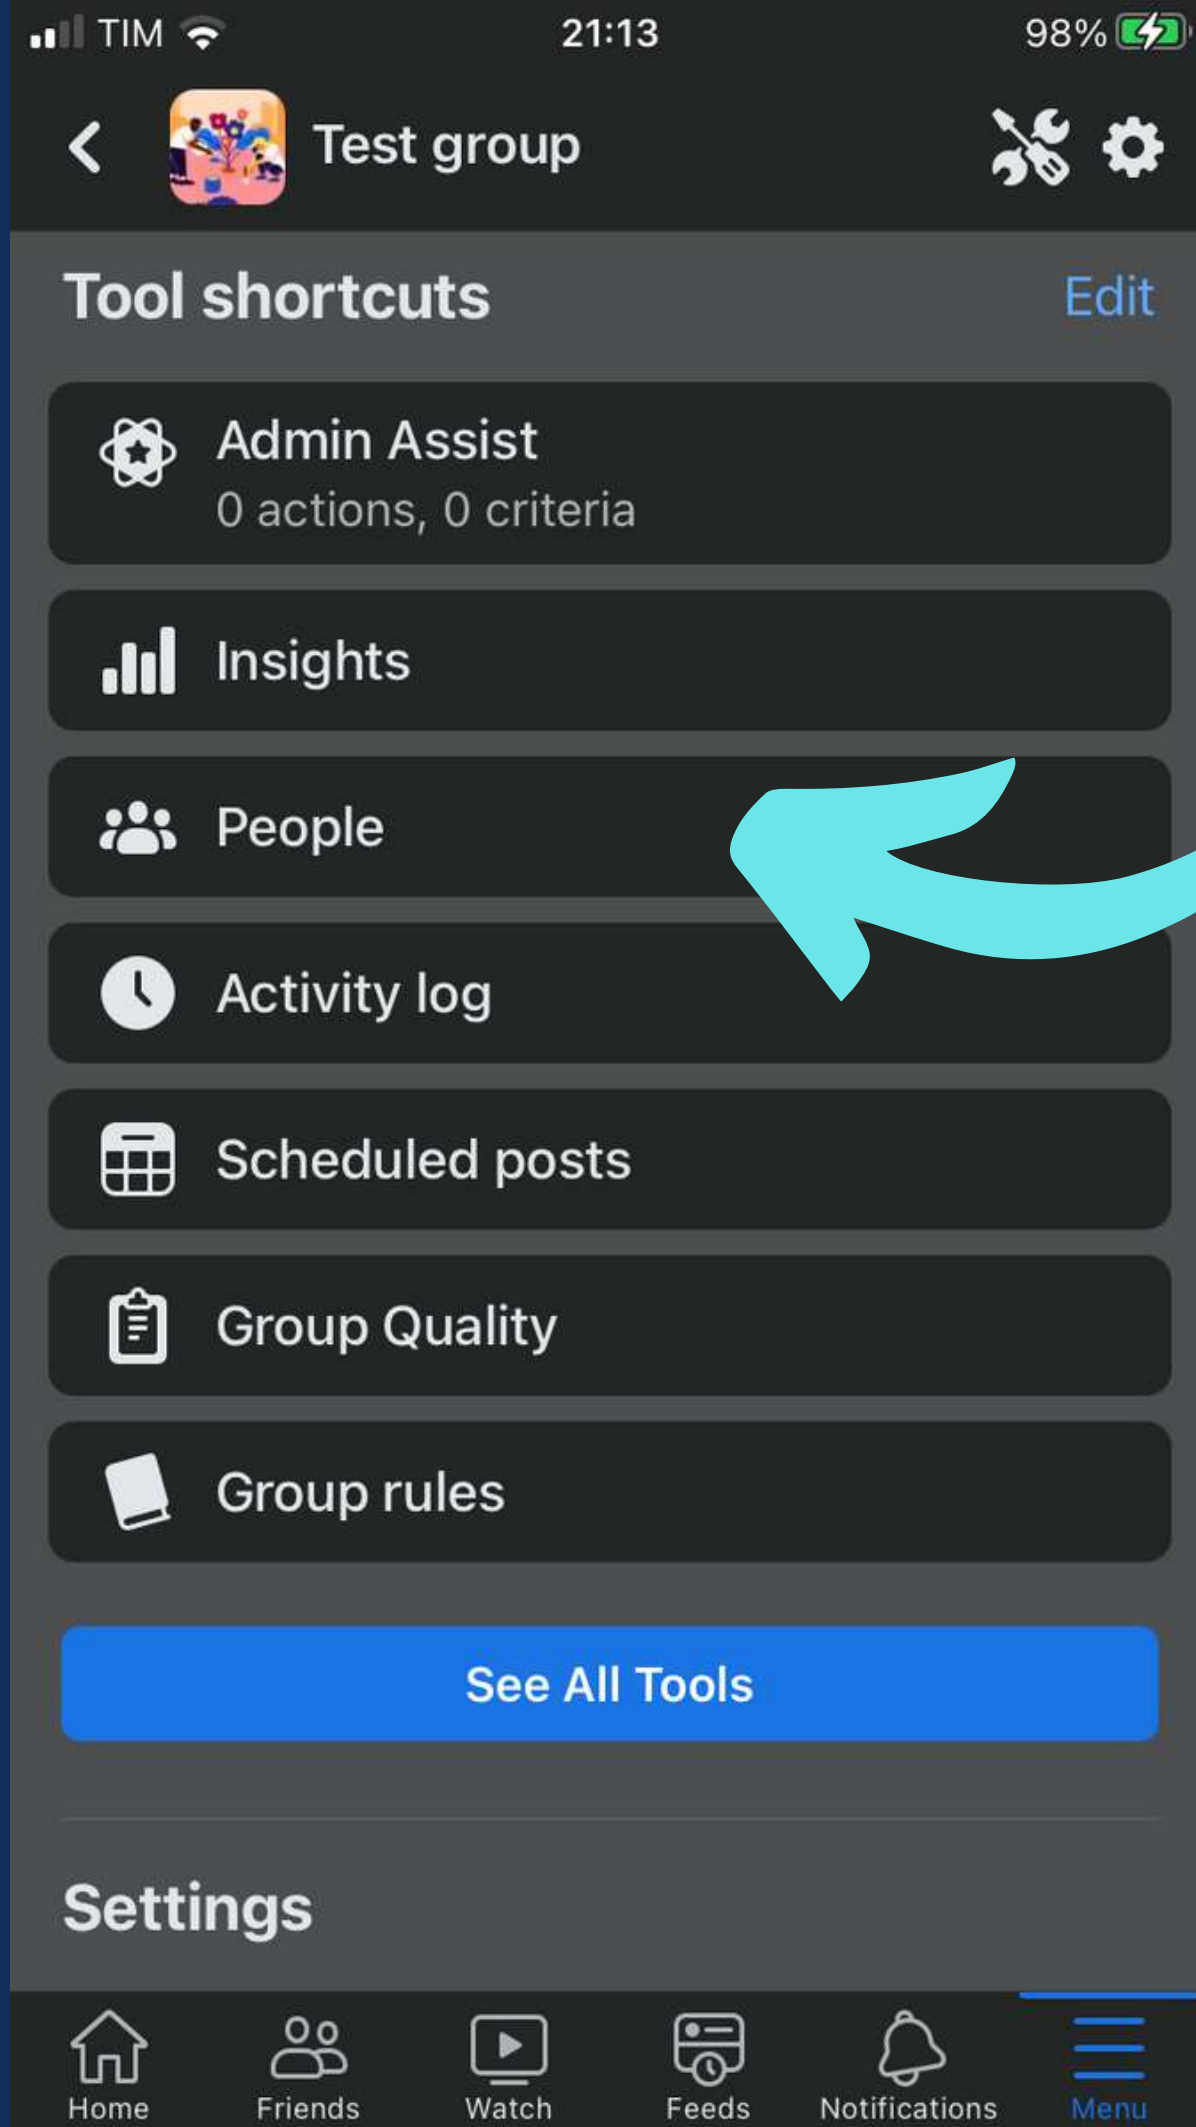 TIM 21:13 98%
Test group
Tool shortcuts Edit
Admin Assist
0 actions, 0 criteria
Insights
People
Activity log
Scheduled posts
Group Quality
Group rules
See All Tools
Settings
Home Friends Watch Feeds Notifications Menu